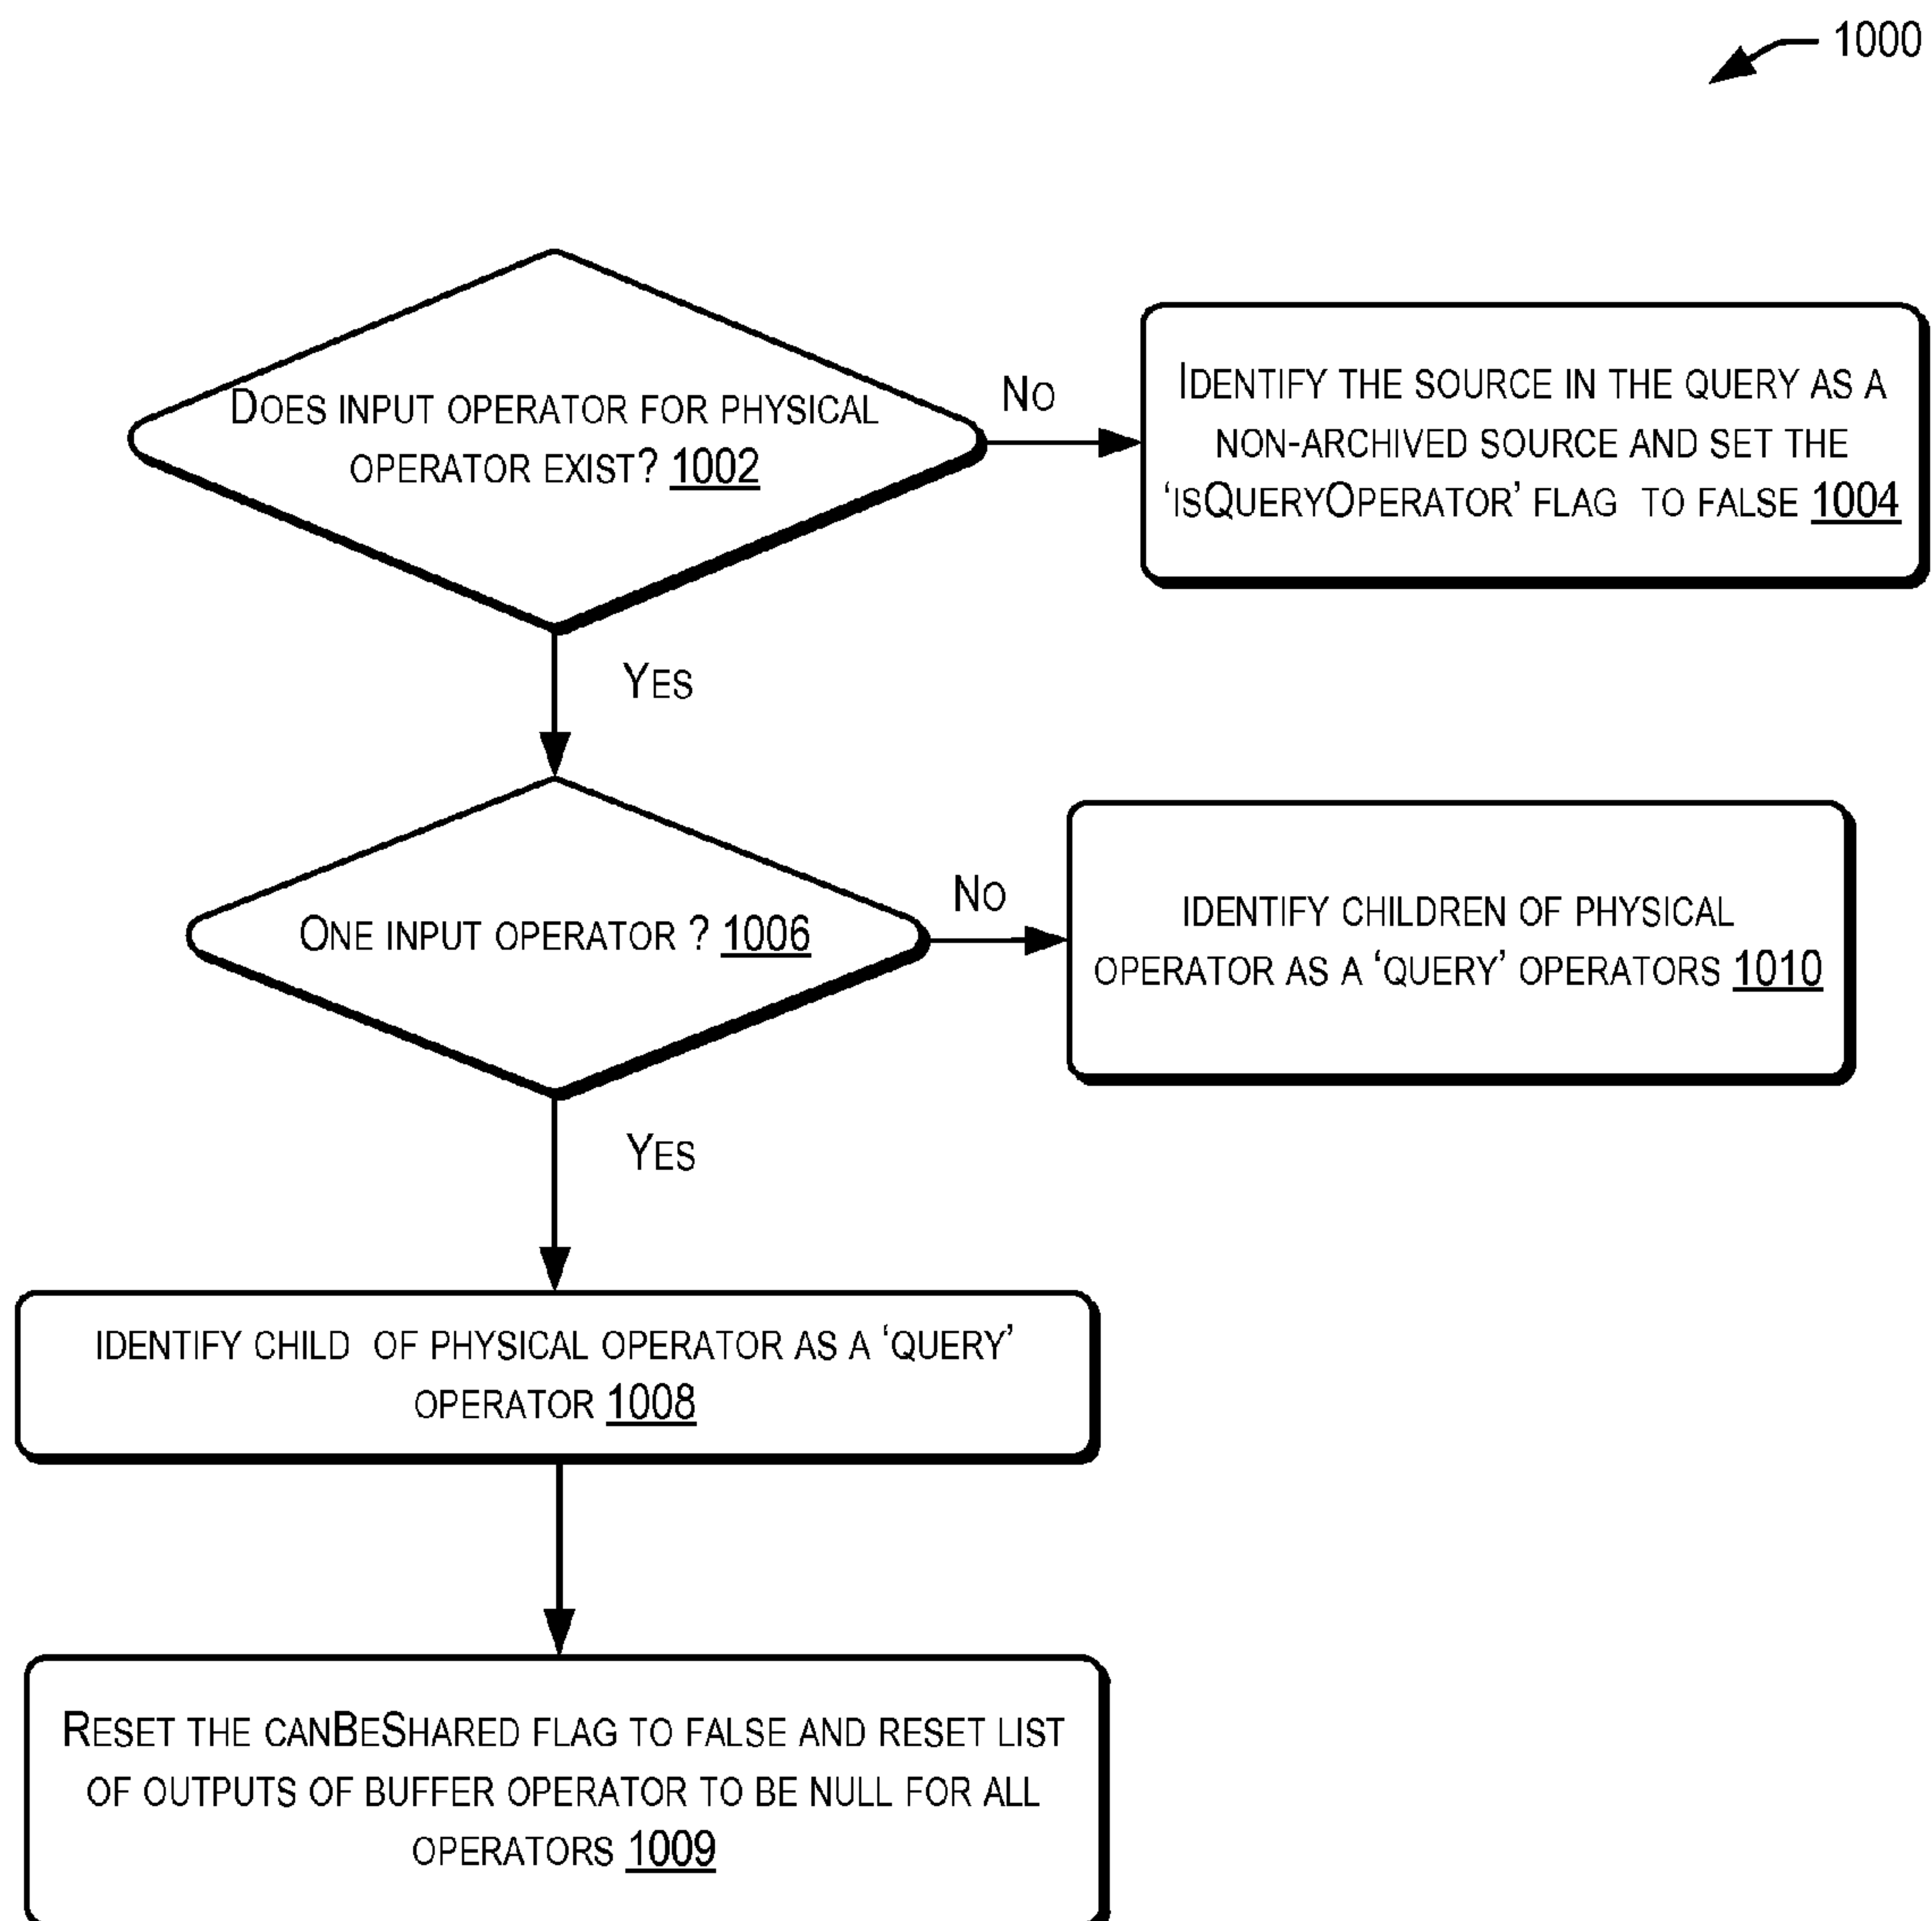 1000
Does input operator for physical
operator exist? 1002
No
Identify the source in the query as a
non-archived source and set the
‘isQueryOperator’ flag to false 1004
Yes
One input operator ? 1006
No
identify children of physical
operator as a ‘query’ operators 1010
Yes
identify child of physical operator as a ‘query’
operator 1008
Reset the canBeShared flag to false and reset list
of outputs of buffer operator to be null for all
operators 1009